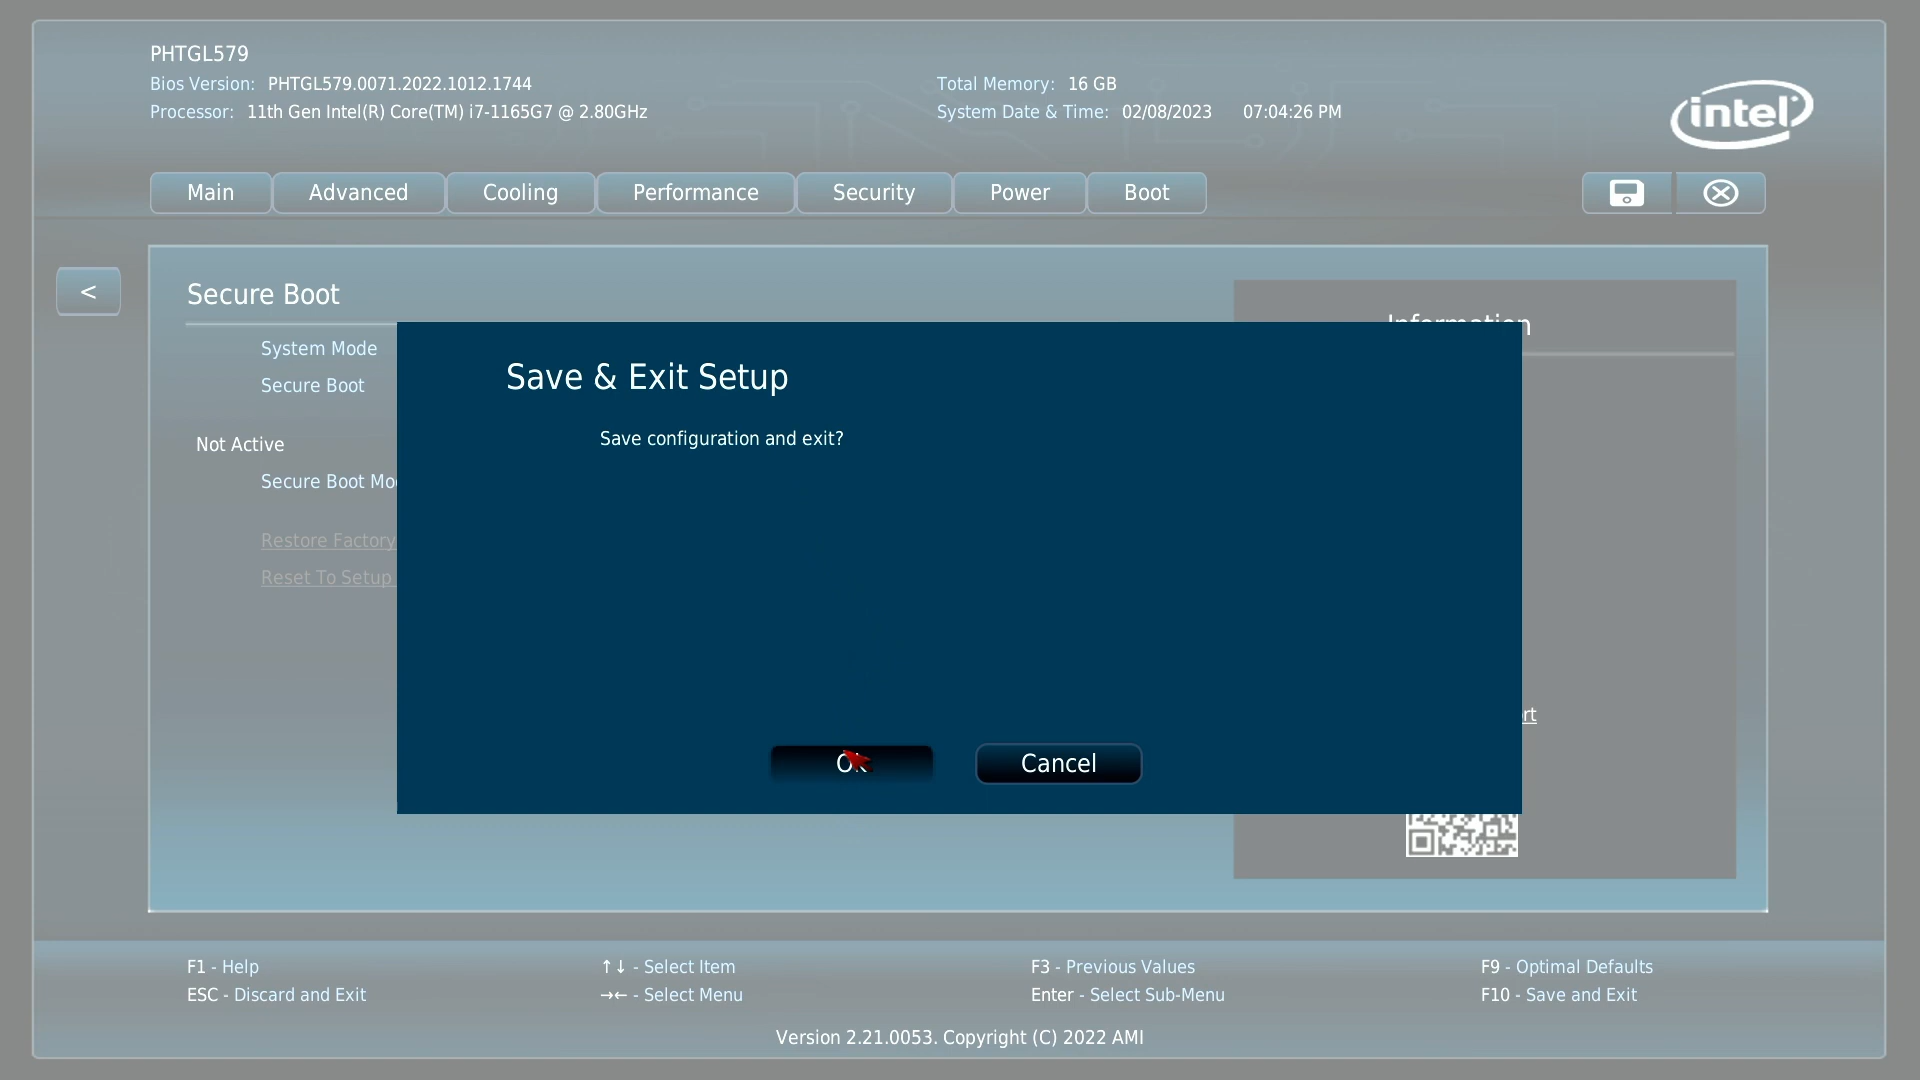 PHTGL579
Bios Version: PHTGL579.0071.2022.1012.1744
Total Memory: 16 GB
Processor: 11th Gen Intel(R) Core(TM) i7-1165G7 @ 2.80GHz
System Date & Time: 02/08/2023 07:04:26 PM
intel
Main Advanced Cooling Performance Security Power Boot
<
Secure Boot
Information
System Mode
Secure Boot
Not Active
Secure Boot
Restore Factory
Reset To Setup
Save & Exit Setup
Save configuration and exit?
Ok
Cancel
F1 - Help
ESC - Discard and Exit
↑↓ - Select Item
→← - Select Menu
F3 - Previous Values
Enter - Select Sub-Menu
F9 - Optimal Defaults
F10 - Save and Exit
Version 2.21.0053. Copyright (C) 2022 AMI